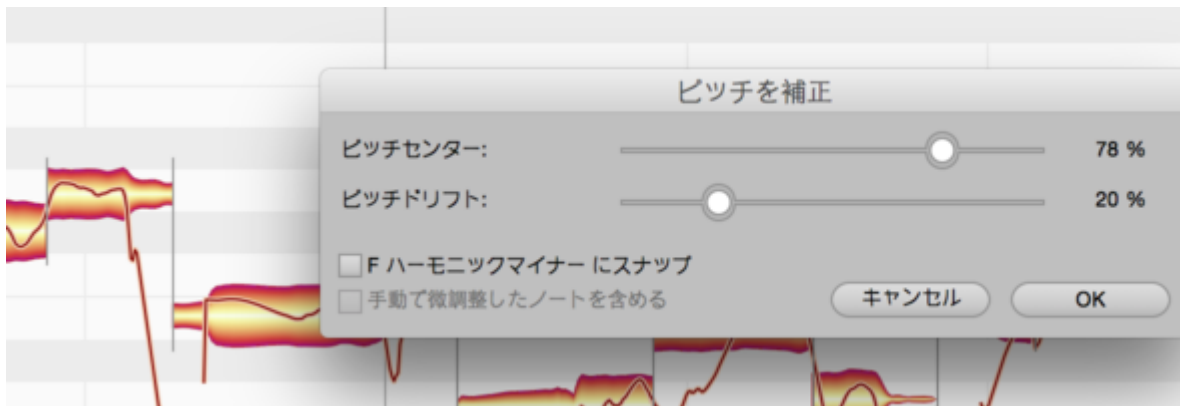 ピッチを補正
ピッチセンター: 78 %
ピッチドリフト: 20 %
F ハーモニックマイナー にスナップ
手動で微調整したノートを含める
キャンセル OK